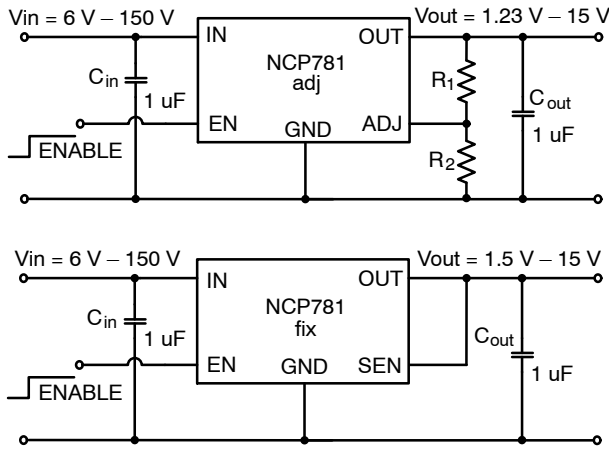 Vin = 6 V – 150 V
Vout = 1.23 V – 15 V
IN
OUT
NCP781
adj
Cin
1 uF
R1
Cout
1 uF
EN
GND
ADJ
ENABLE
R2
Vin = 6 V – 150 V
Vout = 1.5 V – 15 V
IN
OUT
NCP781
fix
Cin
1 uF
Cout
1 uF
EN
GND
SEN
ENABLE